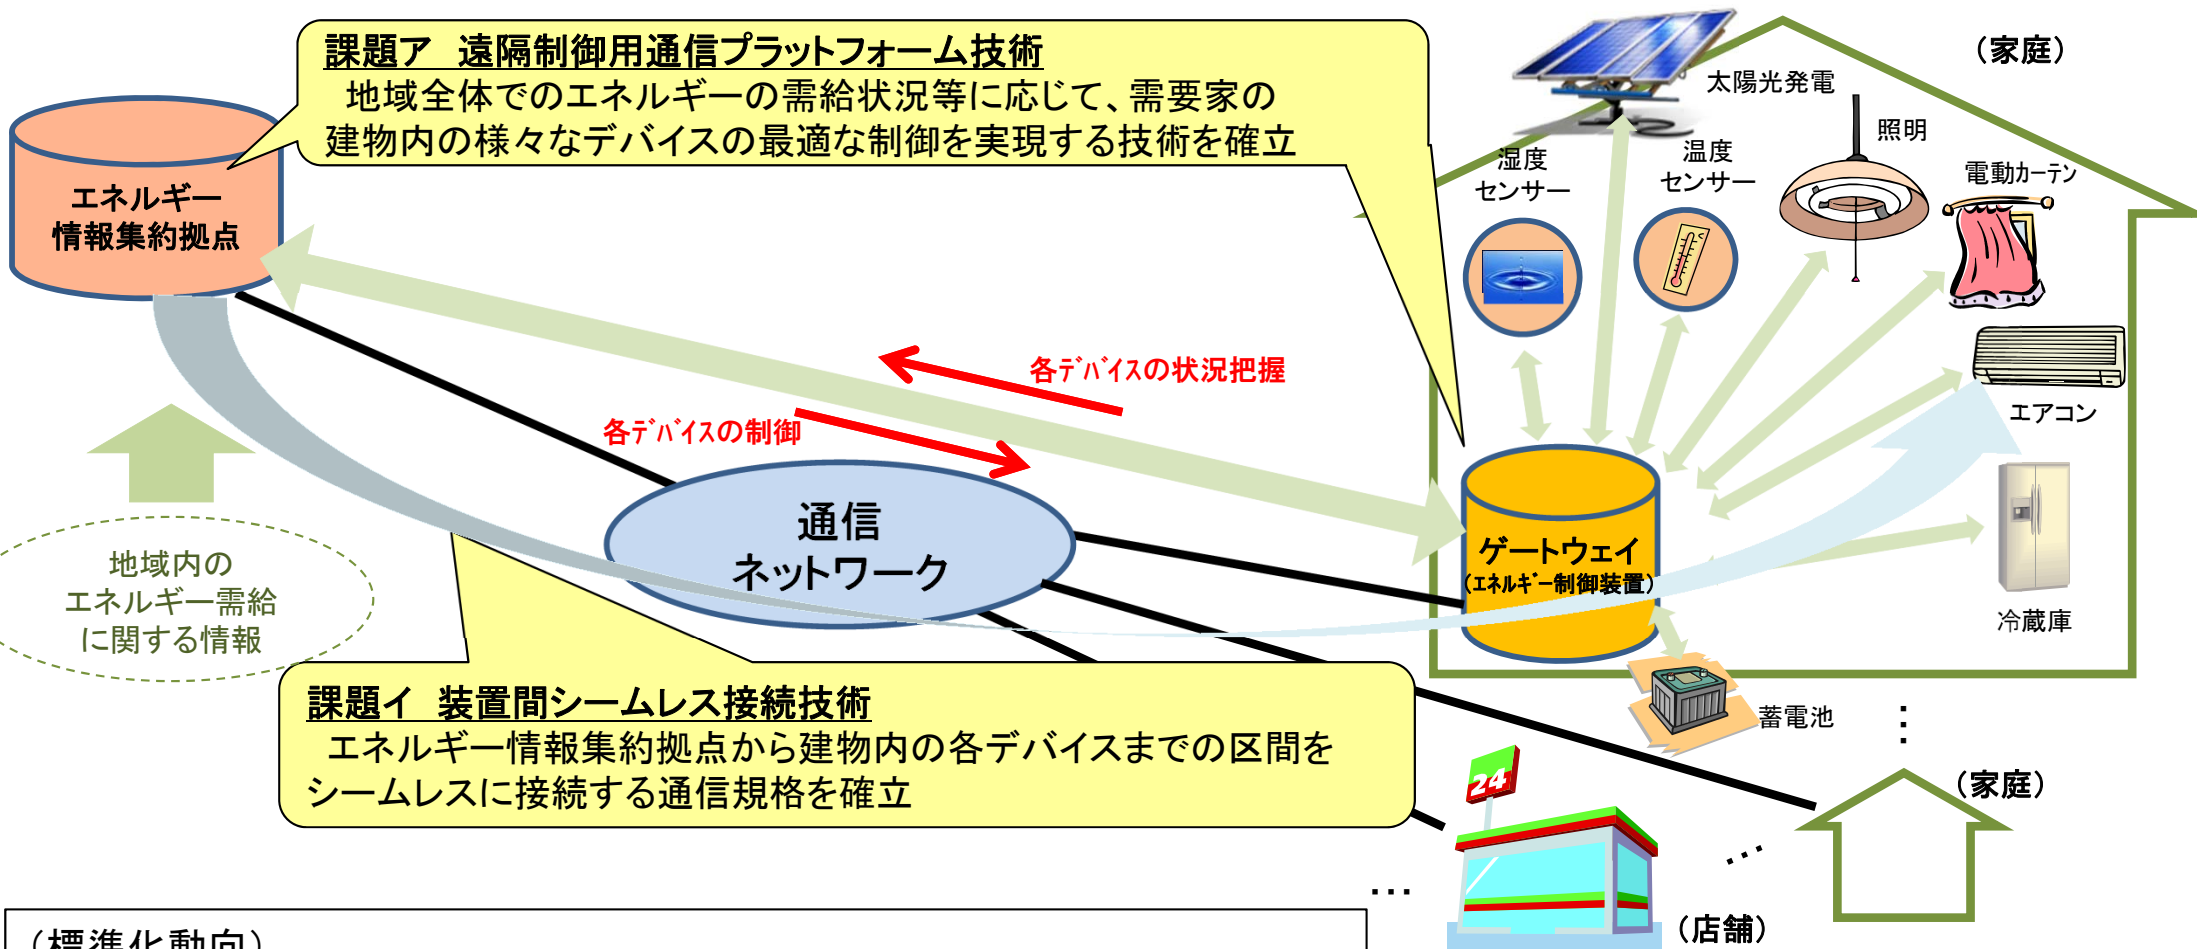 課題ア　遠隔制御用通信プラットフォーム技術
地域全体でのエネルギーの需給状況等に応じて、需要家の
建物内の様々なデバイスの最適な制御を実現する技術を確立
（家庭）
太陽光発電
照明
湿度
センサー
温度
センサー
電動カーテン
エネルギー
情報集約拠点
各ﾃﾞﾊﾞｲｽの状況把握
各ﾃﾞﾊﾞｲｽの制御
エアコン
通信
ネットワーク
ゲートウェイ
（ｴﾈﾙｷﾞｰ制御装置）
地域内の
エネルギー需給
に関する情報
冷蔵庫
課題イ　装置間シームレス接続技術
エネルギー情報集約拠点から建物内の各デバイスまでの区間を
シームレスに接続する通信規格を確立
蓄電池
…
24
（家庭）
…
…
（店舗）
（標準化動向）